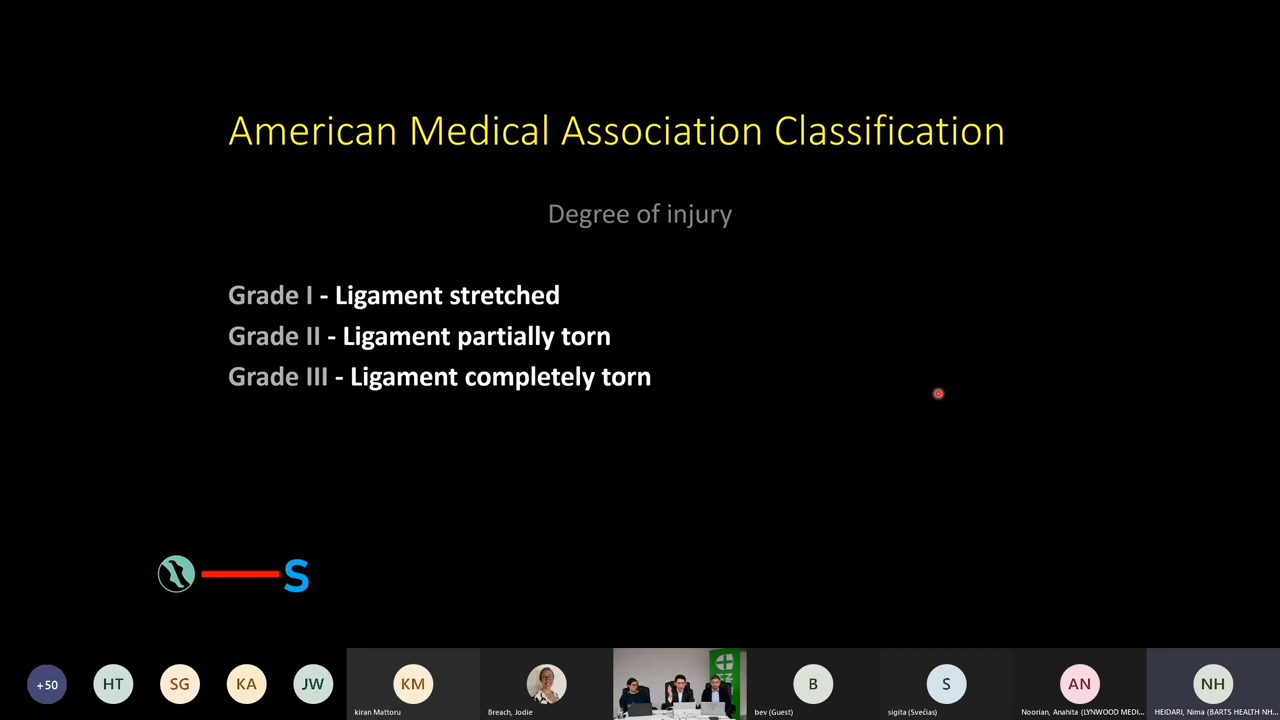 American Medical Association Classification
Degree of injury
Grade I - Ligament stretched
Grade II - Ligament partially torn
Grade III - Ligament completely torn
S
+50
HT
SG
KA
JW
KM
B
S
AN
NH
kiran Mattoru
Breach, Jodie
TZ
bev (Guest)
sigita (Svečias)
Noorian, Anahita (LYNWOOD MEDI...
HEIDARI, Nima (BARTS HEALTH NH...